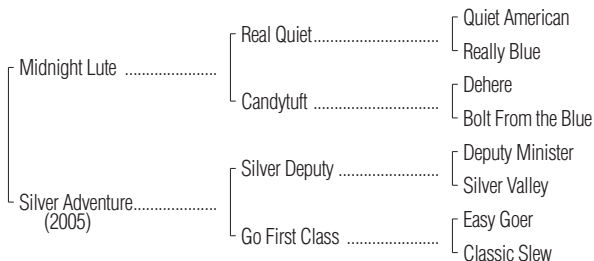 Quiet American
Real Quiet........................................
Really Blue
Midnight Lute ......................
Dehere
Candytuft .......................................
Bolt From the Blue
Deputy Minister
Silver Deputy ..................................
Silver Valley
Silver Adventure....................
(2005)
Easy Goer
Go First Class ................................
Classic Slew